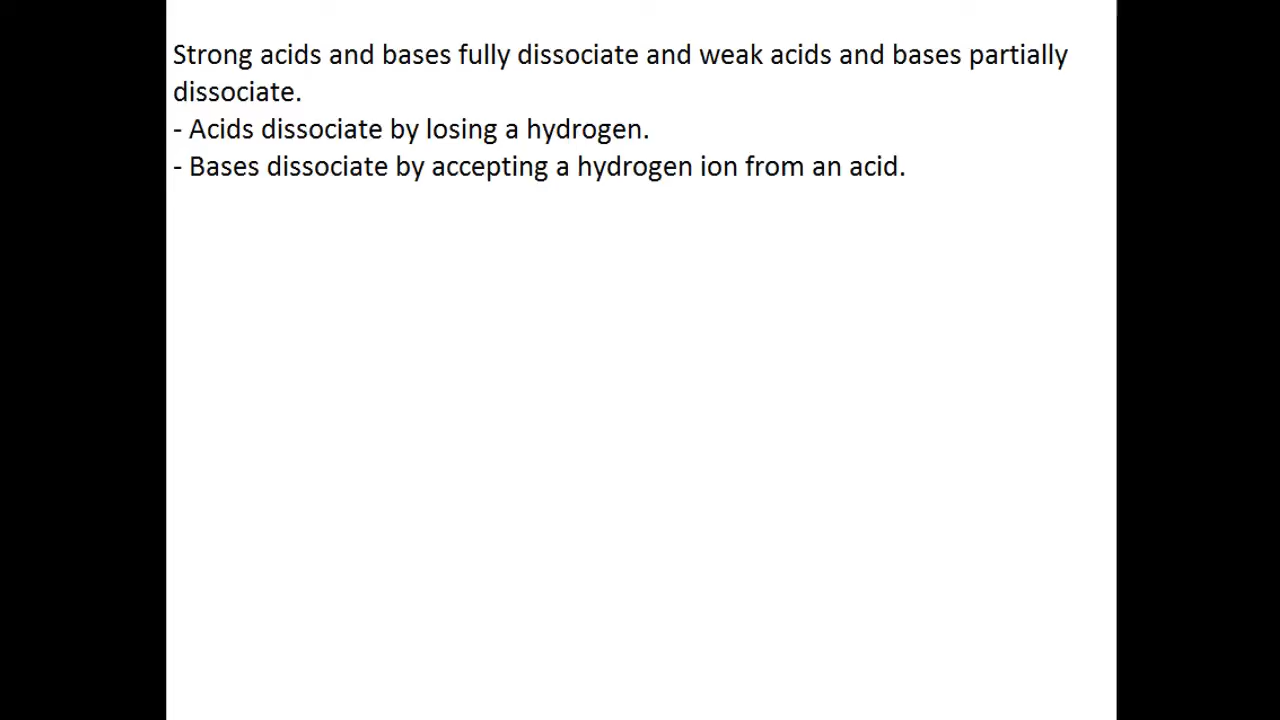 Strong acids and bases fully dissociate and weak acids and bases partially
dissociate.
- Acids dissociate by losing a hydrogen.
- Bases dissociate by accepting a hydrogen ion from an acid.